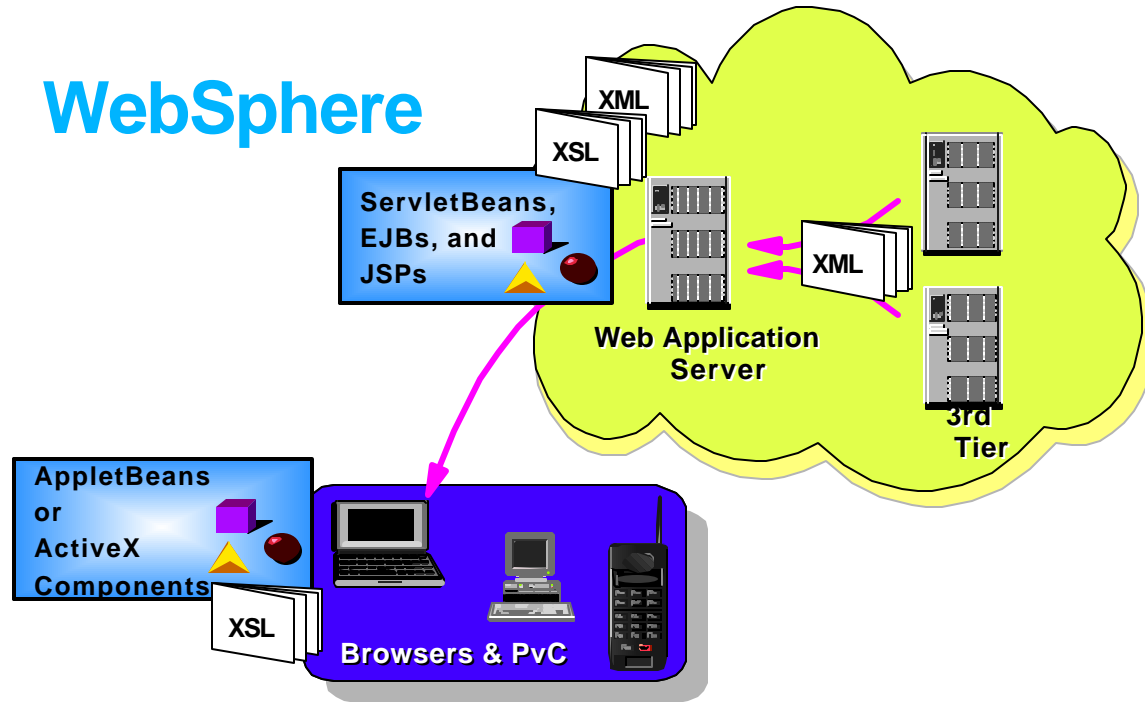 WebSphere
XML
XSL
ServletBeans,
EJBs, and
JSPs
XML
Web Application
Server
3rd
Tier
AppletBeans
or
ActiveX
Components
XSL
Browsers & PvC